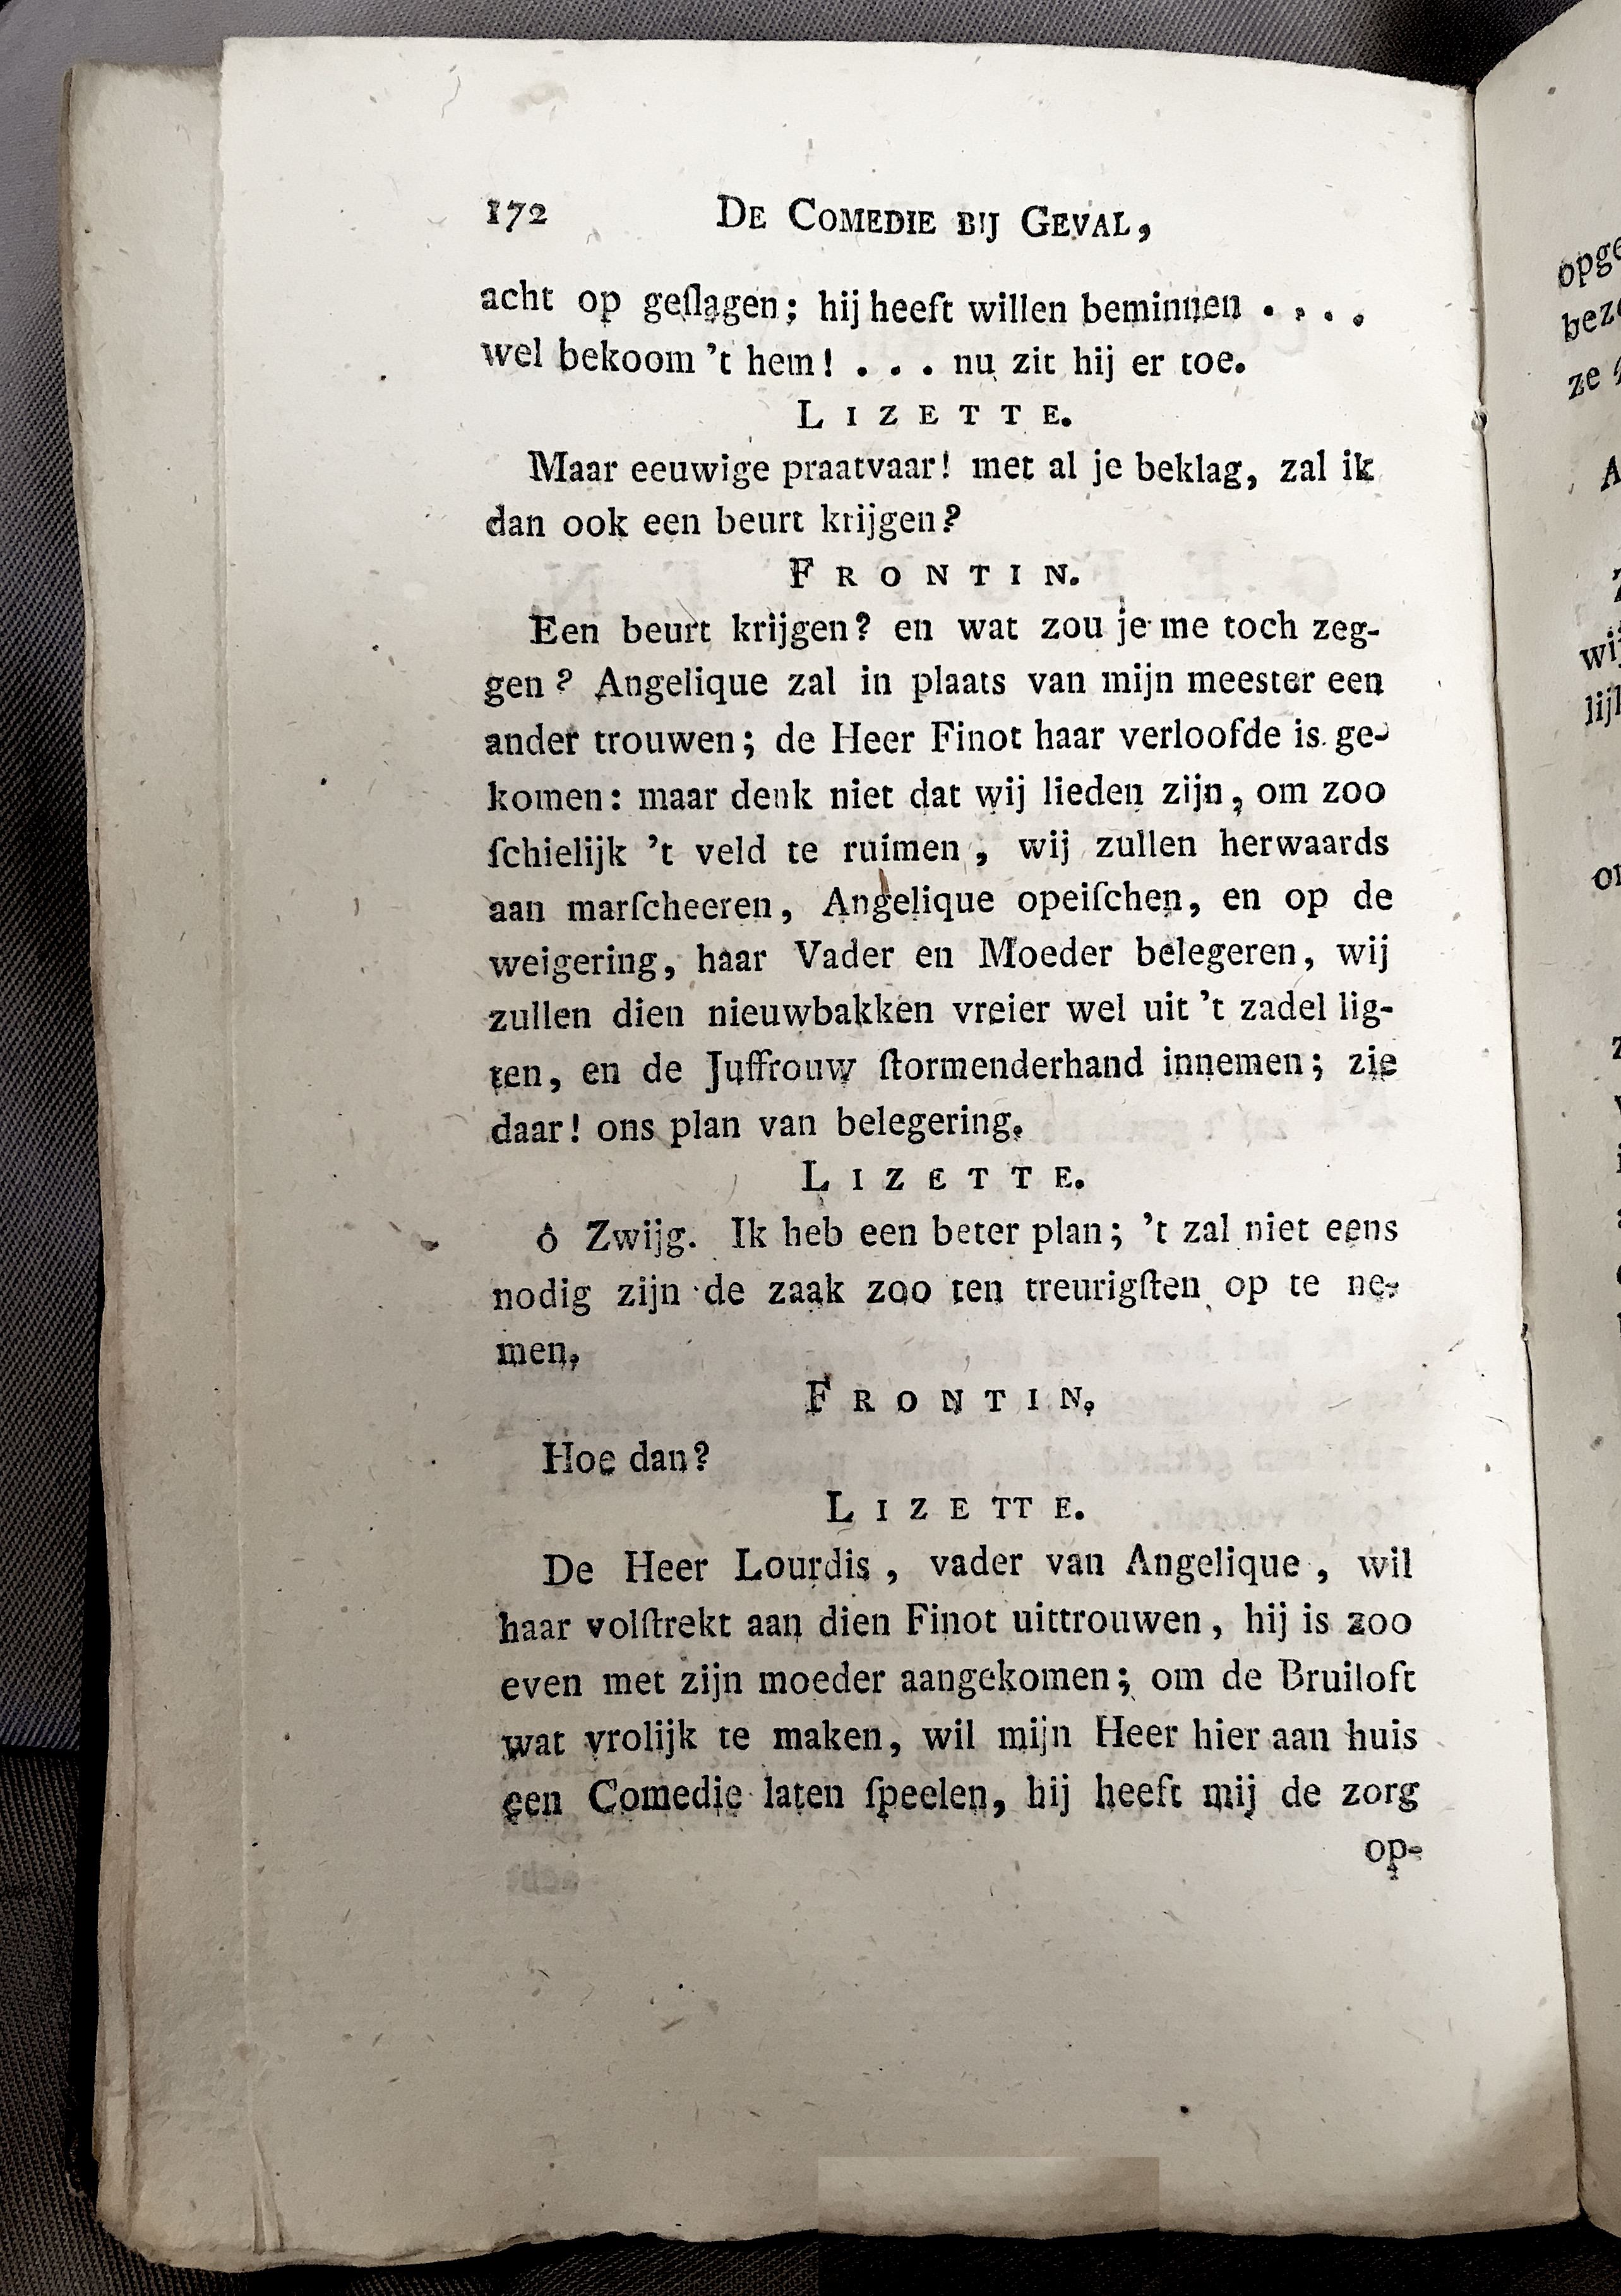 172 DE COMEDIE BIJ GEVAL,
acht op geſlagen; hij heeft willen beminnen . . . .
wel bekoom 't hem! . . . nu zit hij er toe.
LIZETTE.
Maar eeuwige praatvaar! met al je beklag, zal ik
dan ook een beurt krijgen?
FRONTIN.
Een beurt krijgen? en wat zou je me toch zeg-
gen? Angelique zal in plaats van mijn meester een
ander trouwen; de Heer Finot haar verloofde is ge-
komen: maar denk niet dat wij lieden zijn, om zoo
ſchielijk 't veld te ruimen, wij zullen herwaards
aan marſcheeren, Angelique opeiſchen, en op de
weigering, haar Vader en Moeder belegeren, wij
zullen dien nieuwbakken vreier wel uit 't zadel lig-
ten, en de Juffrouw ſtormenderhand innemen; zie
daar! ons plan van belegering.
LIZETTE.
ô Zwijg. Ik heb een beter plan; 't zal niet eens
nodig zijn de zaak zoo ten treurigſten op te ne-
men.
FRONTIN.
Hoe dan?
LIZETTE.
De Heer Lourdis, vader van Angelique, wil
haar volſtrekt aan dien Finot uittrouwen, hij is zoo
even met zijn moeder aangekomen; om de Bruiloft
wat vrolijk te maken, wil mijn Heer hier aan huis
een Comedie laten ſpeelen, hij heeft mij de zorg
op-
opge
beze
ze
wij
lijk